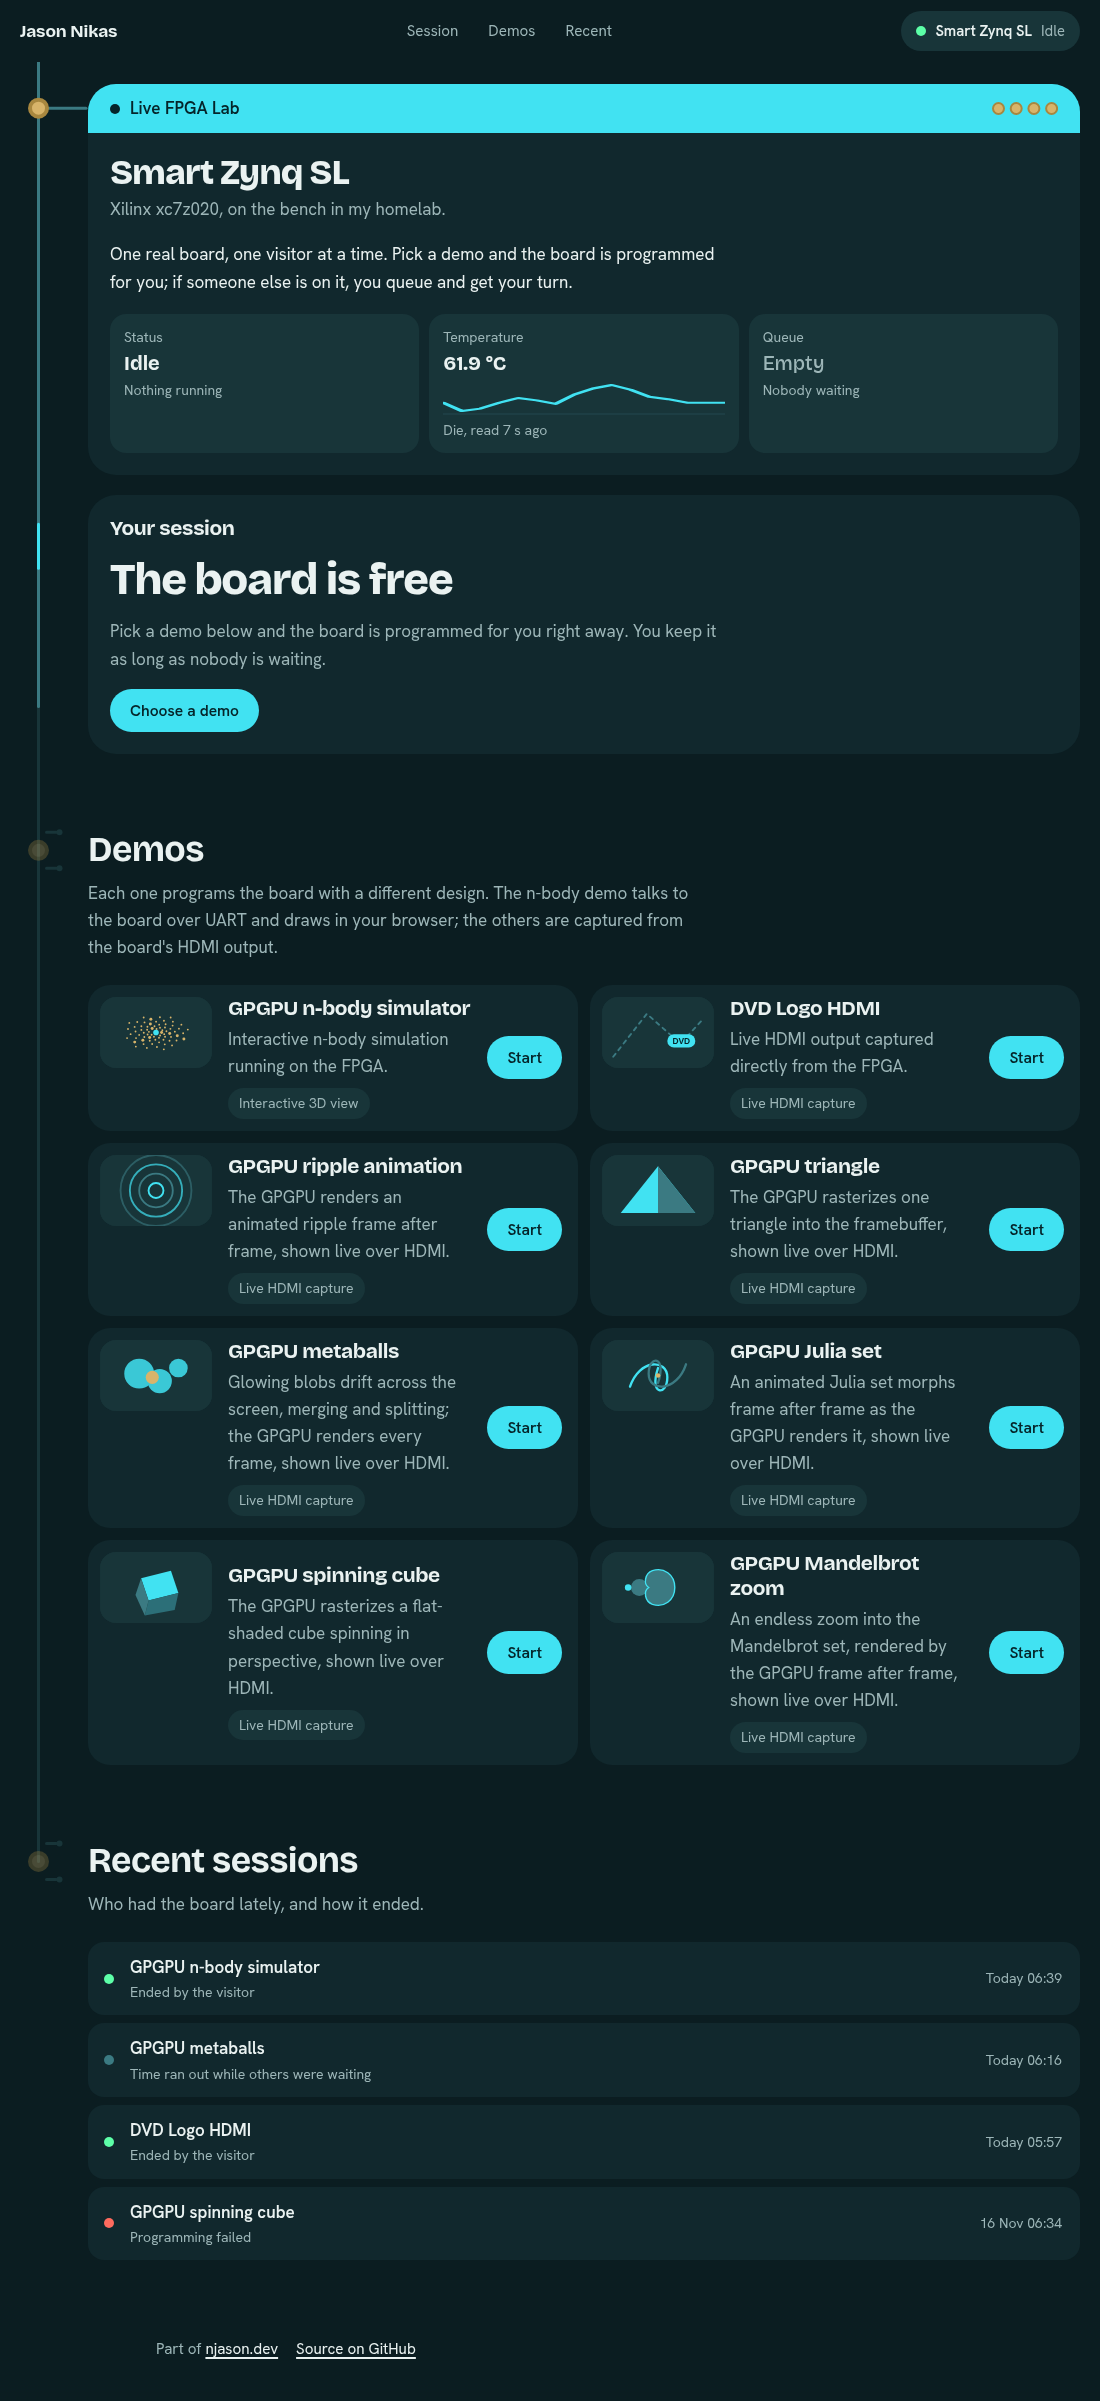 Jason Nikas
Session
Demos
Recent
Smart Zynq SL Idle
Live FPGA Lab
Smart Zynq SL
Xilinx xc7z020, on the bench in my homelab.
One real board, one visitor at a time. Pick a demo and the board is programmed
for you; if someone else is on it, you queue and get your turn.
Status
Idle
Nothing running
Temperature
61.9 °C
Die, read 7 s ago
Queue
Empty
Nobody waiting
Your session
The board is free
Pick a demo below and the board is programmed for you right away. You keep it
as long as nobody is waiting.
Choose a demo
Demos
Each one programs the board with a different design. The n-body demo talks to
the board over UART and draws in your browser; the others are captured from
the board's HDMI output.
GPGPU n-body simulator
Interactive n-body simulation
running on the FPGA.
Interactive 3D view
Start
DVD
DVD Logo HDMI
Live HDMI output captured
directly from the FPGA.
Live HDMI capture
Start
GPGPU ripple animation
The GPGPU renders an
animated ripple frame after
frame, shown live over HDMI.
Live HDMI capture
Start
GPGPU triangle
The GPGPU rasterizes one
triangle into the framebuffer,
shown live over HDMI.
Live HDMI capture
Start
GPGPU metaballs
Glowing blobs drift across the
screen, merging and splitting;
the GPGPU renders every
frame, shown live over HDMI.
Live HDMI capture
Start
GPGPU Julia set
An animated Julia set morphs
frame after frame as the
GPGPU renders it, shown live
over HDMI.
Live HDMI capture
Start
GPGPU spinning cube
The GPGPU rasterizes a flat-
shaded cube spinning in
perspective, shown live over
HDMI.
Live HDMI capture
Start
GPGPU Mandelbrot
zoom
An endless zoom into the
Mandelbrot set, rendered by
the GPGPU frame after frame,
shown live over HDMI.
Live HDMI capture
Start
Recent sessions
Who had the board lately, and how it ended.
GPGPU n-body simulator
Ended by the visitor
Today 06:39
GPGPU metaballs
Time ran out while others were waiting
Today 06:16
DVD Logo HDMI
Ended by the visitor
Today 05:57
GPGPU spinning cube
Programming failed
16 Nov 06:34
Part of njason.dev
Source on GitHub